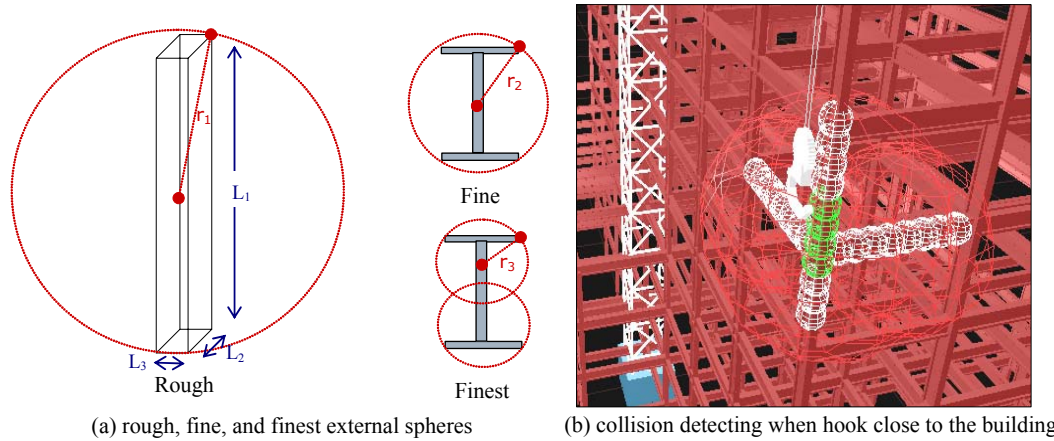 r1
L1
L2
L3
Rough
r2
Fine
r3
Finest
(a) rough, fine, and finest external spheres
(b) collision detecting when hook close to the building